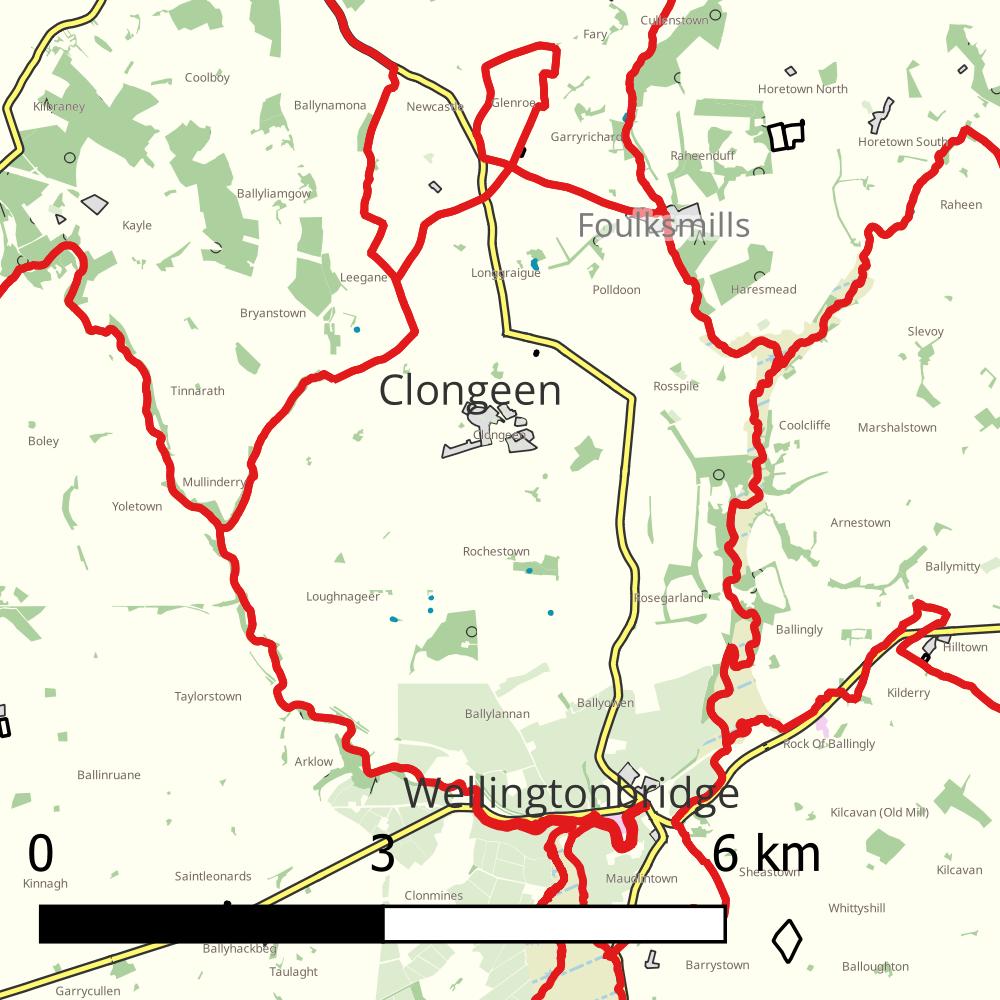 Cullenstown
Fary
Coolboy
Horetown North
Kilbraney
Ballynamona
Newcastle
Glenroe
Garryrichard
Horetown South
Raheenduff
Ballyliamgow
Raheen
Kayle
Foulksmills
Longgraigue
Leegane
Polldoon
Haresmead
Bryanstown
Slevoy
Clongeen
Rosspile
Tinnarath
Coolcliffe
Marshalstown
Clongeen
Boley
Mullinderry
Yoletown
Arnestown
Rochestown
Ballymitty
Loughnageer
Rosegarland
Ballingly
Hilltown
Taylorstown
Kilderry
Ballyowen
Ballylannan
Rock Of Ballingly
Arklow
Ballinruane
Wellingtonbridge
Kilcavan (Old Mill)
0 3 6 km
Kinnagh
Saintleonards
Maudlintown
Sheastown
Kilcavan
Clonmines
Whittyshill
Ballyhackbeg
Taulaght
Barrystown
Balloughton
Garrycullen